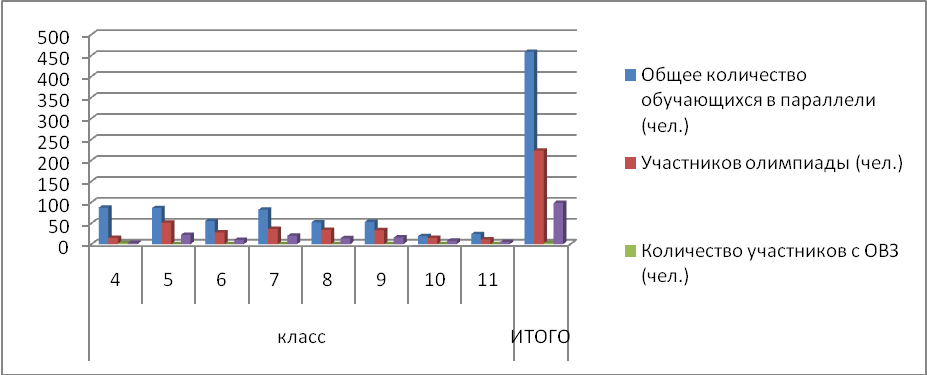 500
450
400
350
300
250
200
150
100
50
0
4 5 6 7 8 9 10 11
класс ИТОГО
Общее количество
обучающихся в параллели
(чел.)
Участников олимпиады (чел.)
Количество участников с ОВЗ
(чел.)